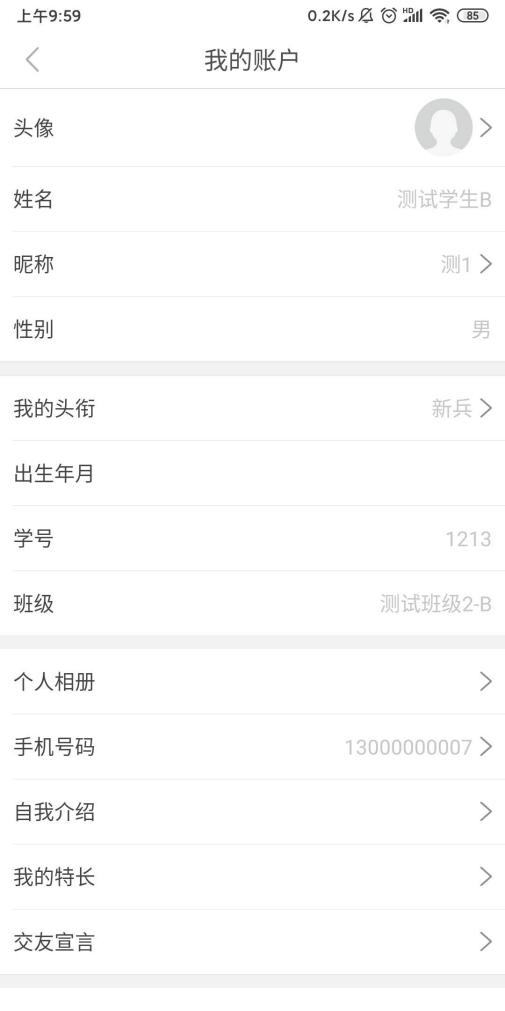 上午9:59 0.2K/s HD 85
我的账户
头像
姓名 测试学生B
昵称 测1
性别 男
我的头衔 新兵
出生年月
学号 1213
班级 测试班级2-B
个人相册
手机号码 13000000007
自我介绍
我的特长
交友宣言